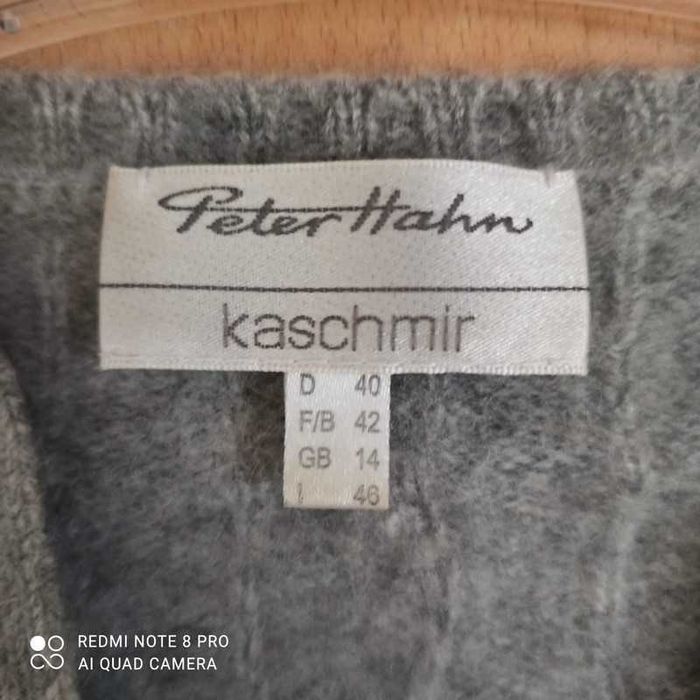 Peter Hahn
kaschmir
D 40
F/B 42
GB 14
I 46
REDMI NOTE 8 PRO
AI QUAD CAMERA